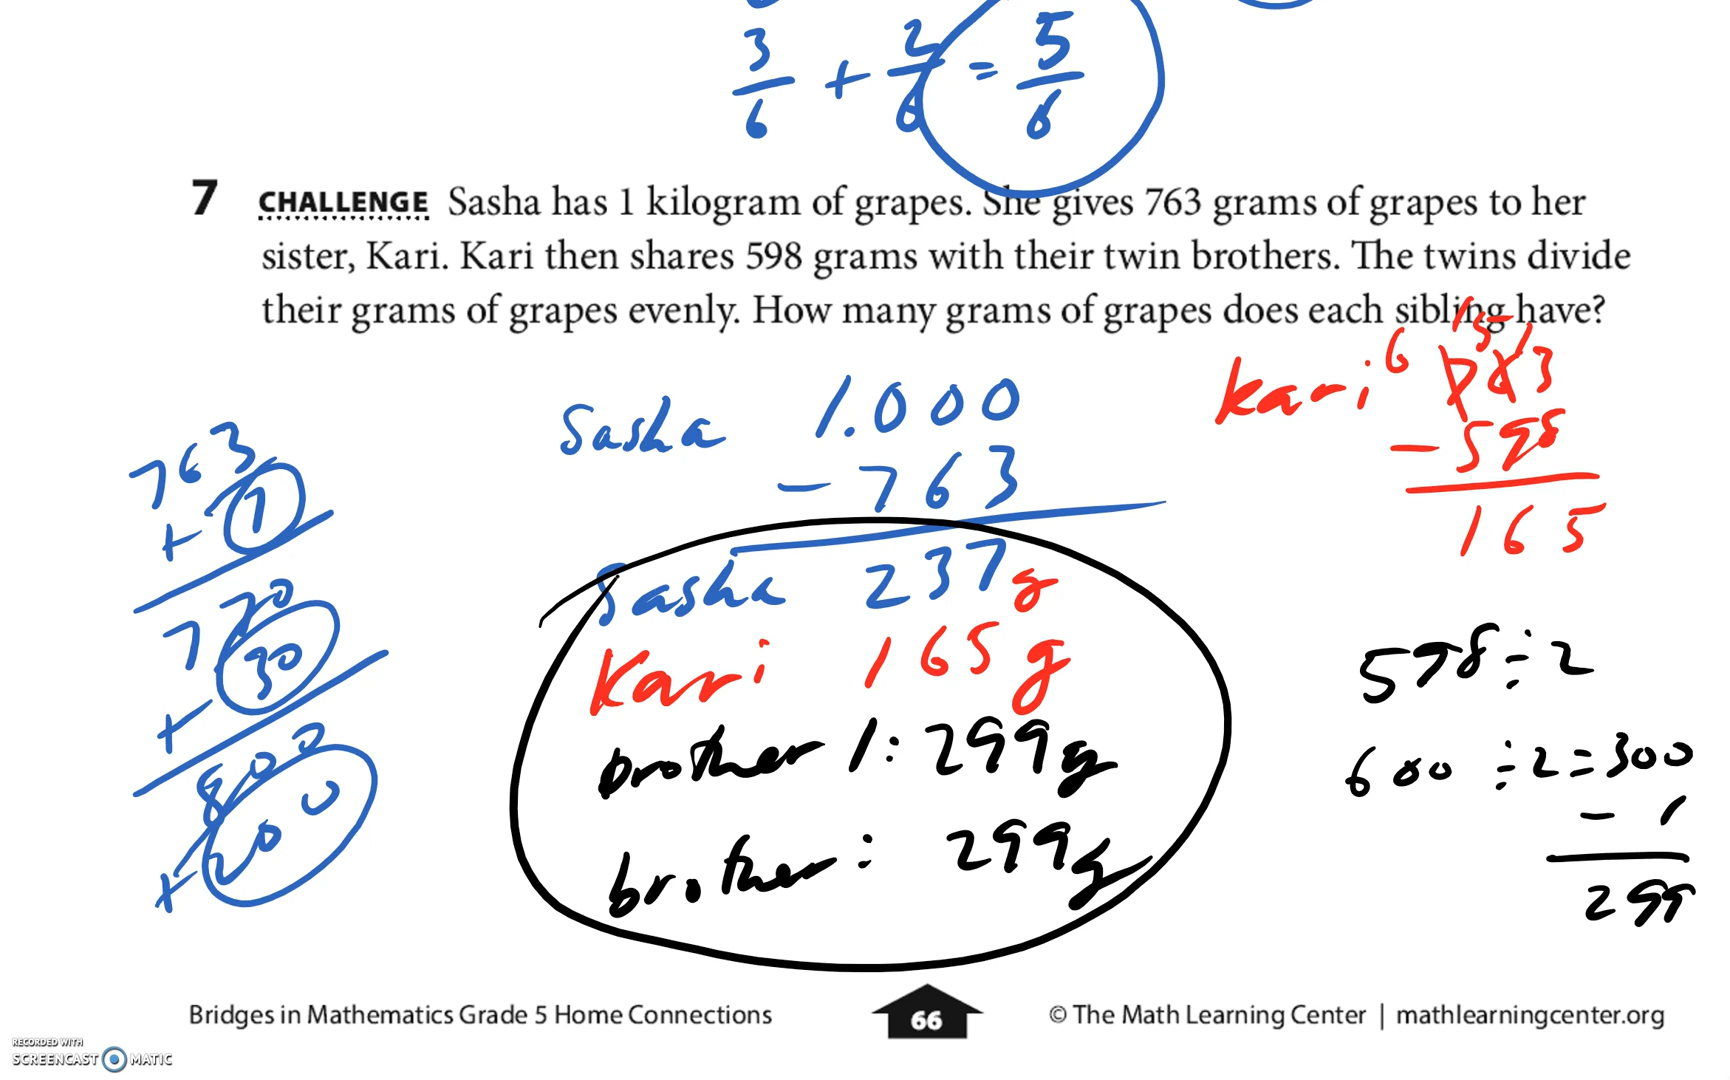 3/6 + 2/6 = 5/6
7 CHALLENGE Sasha has 1 kilogram of grapes. She gives 763 grams of grapes to her
sister, Kari. Kari then shares 598 grams with their twin brothers. The twins divide
their grams of grapes evenly. How many grams of grapes does each sibling have?
763
+ 7
770
+ 30
800
+ 200
Sasha 1.000
- 763
Sasha 237g
Kari 165g
brother 1: 299g
brother: 299g
kari 6 15 1
763
- 598
165
598 ÷ 2
600 ÷ 2 = 300
- 1
299
Bridges in Mathematics Grade 5 Home Connections
66
© The Math Learning Center | mathlearningcenter.org
RECORDED WITH
SCREENCAST MATIC